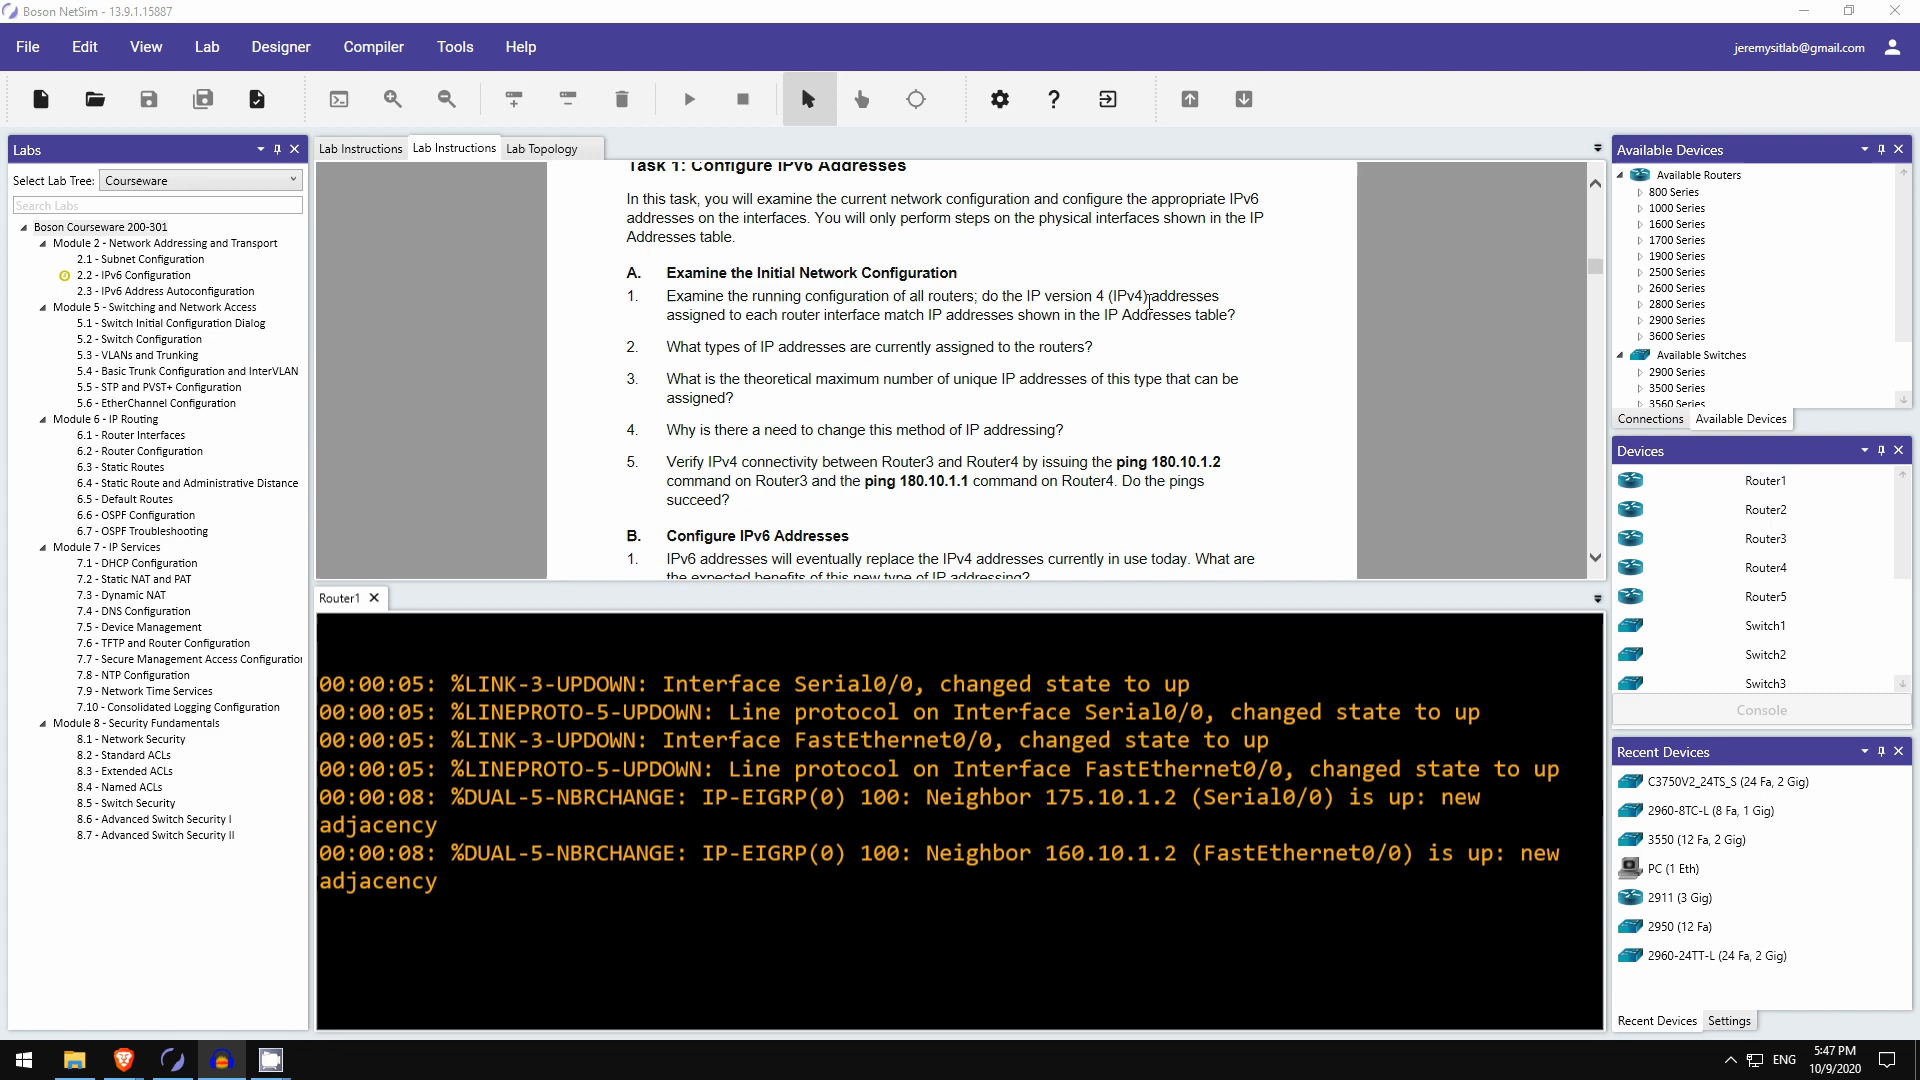 Boson NetSim - 13.9.1.15887
File Edit View Lab Designer Compiler Tools Help
jeremysitlab@gmail.com
Labs
Select Lab Tree: Courseware
Search Labs
Boson Courseware 200-301
Module 2 - Network Addressing and Transport
2.1 - Subnet Configuration
2.2 - IPv6 Configuration
2.3 - IPv6 Address Autoconfiguration
Module 5 - Switching and Network Access
5.1 - Switch Initial Configuration Dialog
5.2 - Switch Configuration
5.3 - VLANs and Trunking
5.4 - Basic Trunk Configuration and InterVLAN
5.5 - STP and PVST+ Configuration
5.6 - EtherChannel Configuration
Module 6 - IP Routing
6.1 - Router Interfaces
6.2 - Router Configuration
6.3 - Static Routes
6.4 - Static Route and Administrative Distance
6.5 - Default Routes
6.6 - OSPF Configuration
6.7 - OSPF Troubleshooting
Module 7 - IP Services
7.1 - DHCP Configuration
7.2 - Static NAT and PAT
7.3 - Dynamic NAT
7.4 - DNS Configuration
7.5 - Device Management
7.6 - TFTP and Router Configuration
7.7 - Secure Management Access Configuration
7.8 - NTP Configuration
7.9 - Network Time Services
7.10 - Consolidated Logging Configuration
Module 8 - Security Fundamentals
8.1 - Network Security
8.2 - Standard ACLs
8.3 - Extended ACLs
8.4 - Named ACLs
8.5 - Switch Security
8.6 - Advanced Switch Security I
8.7 - Advanced Switch Security II
Lab Instructions Lab Instructions Lab Topology
Task 1: Configure IPv6 Addresses
In this task, you will examine the current network configuration and configure the appropriate IPv6
addresses on the interfaces. You will only perform steps on the physical interfaces shown in the IP
Addresses table.
A. Examine the Initial Network Configuration
1. Examine the running configuration of all routers; do the IP version 4 (IPv4) addresses
assigned to each router interface match IP addresses shown in the IP Addresses table?
2. What types of IP addresses are currently assigned to the routers?
3. What is the theoretical maximum number of unique IP addresses of this type that can be
assigned?
4. Why is there a need to change this method of IP addressing?
5. Verify IPv4 connectivity between Router3 and Router4 by issuing the ping 180.10.1.2
command on Router3 and the ping 180.10.1.1 command on Router4. Do the pings
succeed?
B. Configure IPv6 Addresses
1. IPv6 addresses will eventually replace the IPv4 addresses currently in use today. What are
the expected benefits of this new type of IP addressing?
Router1
00:00:05: %LINK-3-UPDOWN: Interface Serial0/0, changed state to up
00:00:05: %LINEPROTO-5-UPDOWN: Line protocol on Interface Serial0/0, changed state to up
00:00:05: %LINK-3-UPDOWN: Interface FastEthernet0/0, changed state to up
00:00:05: %LINEPROTO-5-UPDOWN: Line protocol on Interface FastEthernet0/0, changed state to up
00:00:08: %DUAL-5-NBRCHANGE: IP-EIGRP(0) 100: Neighbor 175.10.1.2 (Serial0/0) is up: new
adjacency
00:00:08: %DUAL-5-NBRCHANGE: IP-EIGRP(0) 100: Neighbor 160.10.1.2 (FastEthernet0/0) is up: new
adjacency
Available Devices
Available Routers
800 Series
1000 Series
1600 Series
1700 Series
1900 Series
2500 Series
2600 Series
2800 Series
2900 Series
3600 Series
Available Switches
2900 Series
3500 Series
3560 Series
Connections Available Devices
Devices
Router1
Router2
Router3
Router4
Router5
Switch1
Switch2
Switch3
Console
Recent Devices
C3750V2_24TS_S (24 Fa, 2 Gig)
2960-8TC-L (8 Fa, 1 Gig)
3550 (12 Fa, 2 Gig)
PC (1 Eth)
2911 (3 Gig)
2950 (12 Fa)
2960-24TT-L (24 Fa, 2 Gig)
Recent Devices Settings
ENG
5:47 PM
10/9/2020